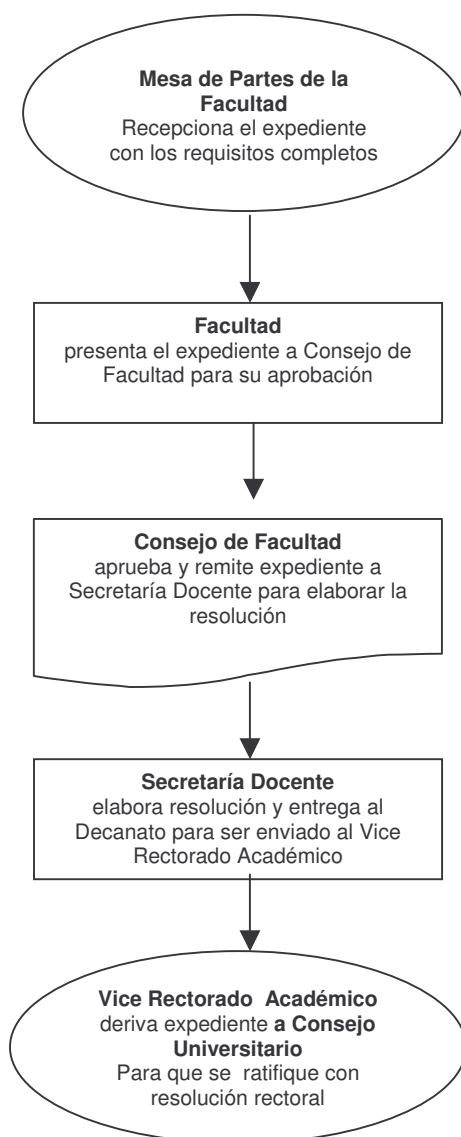 Mesa de Partes de la
Facultad
Recepciona el expediente
con los requisitos completos
Facultad
presenta el expediente a Consejo de
Facultad para su aprobación
Consejo de Facultad
aprueba y remite expediente a
Secretaría Docente para elaborar la
resolución
Secretaría Docente
elabora resolución y entrega al
Decanato para ser enviado al Vice
Rectorado Académico
Vice Rectorado Académico
deriva expediente a Consejo
Universitario
Para que se ratifique con
resolución rectoral